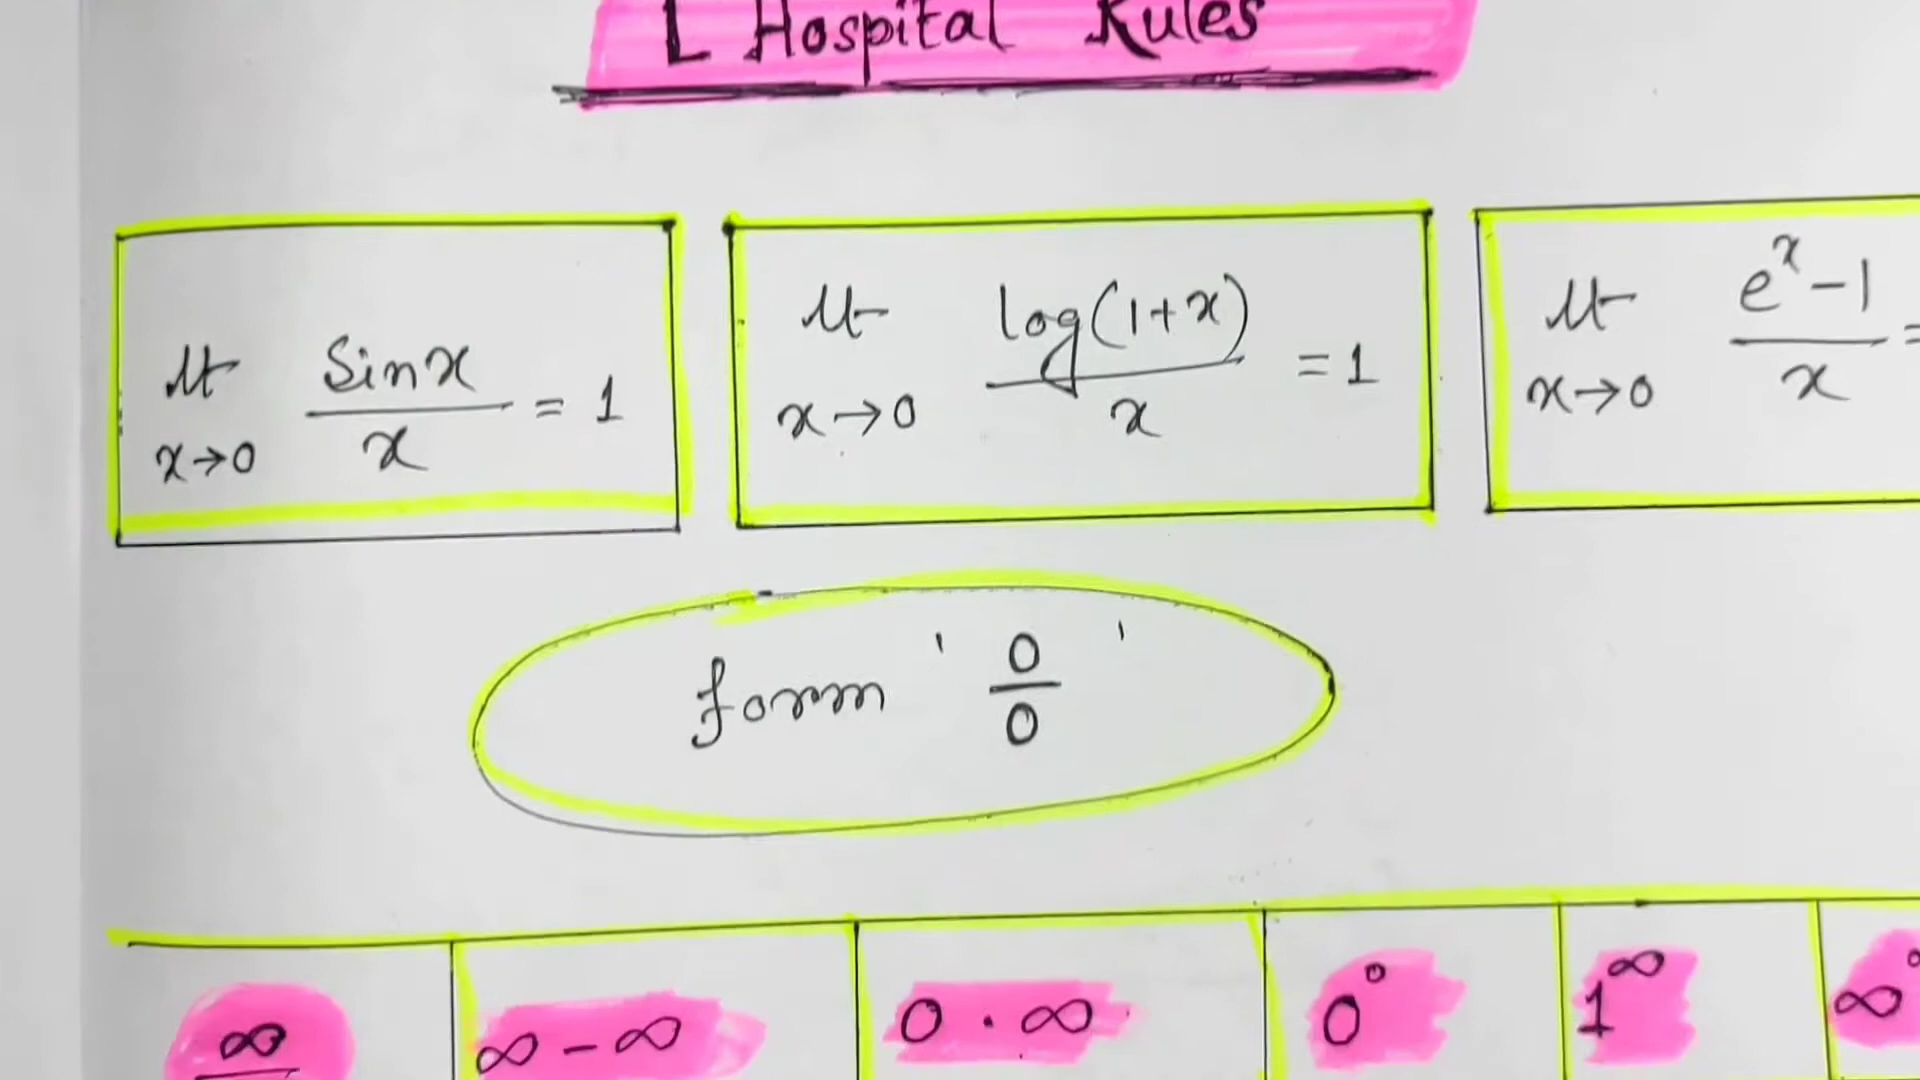 L Hospital Rules
lt x→0 Sinx/x = 1
lt x→0 log(1+x)/x = 1
lt x→0 e^x-1/x =
form ' 0/0 '
∞ ∞-∞ 0.∞ 0^0 1^∞ ∞^0